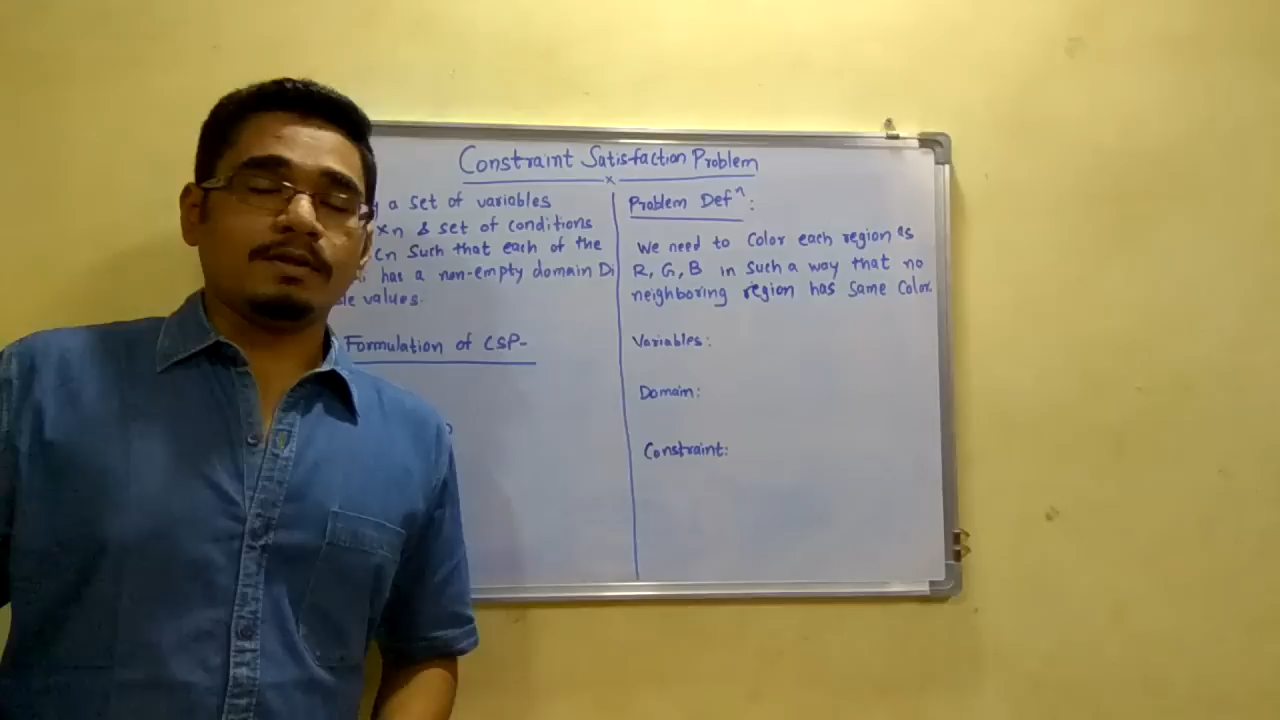 Constraint Satisfaction Problem
x
a set of variables
xn & set of conditions
Cn Such that each of the
has a non-empty domain Di
values.
Formulation of CSP-
Problem Defⁿ:
We need to Color each region as
R, G, B in such a way that no
neighboring region has Same Color.
Variables:
Domain:
Constraint: